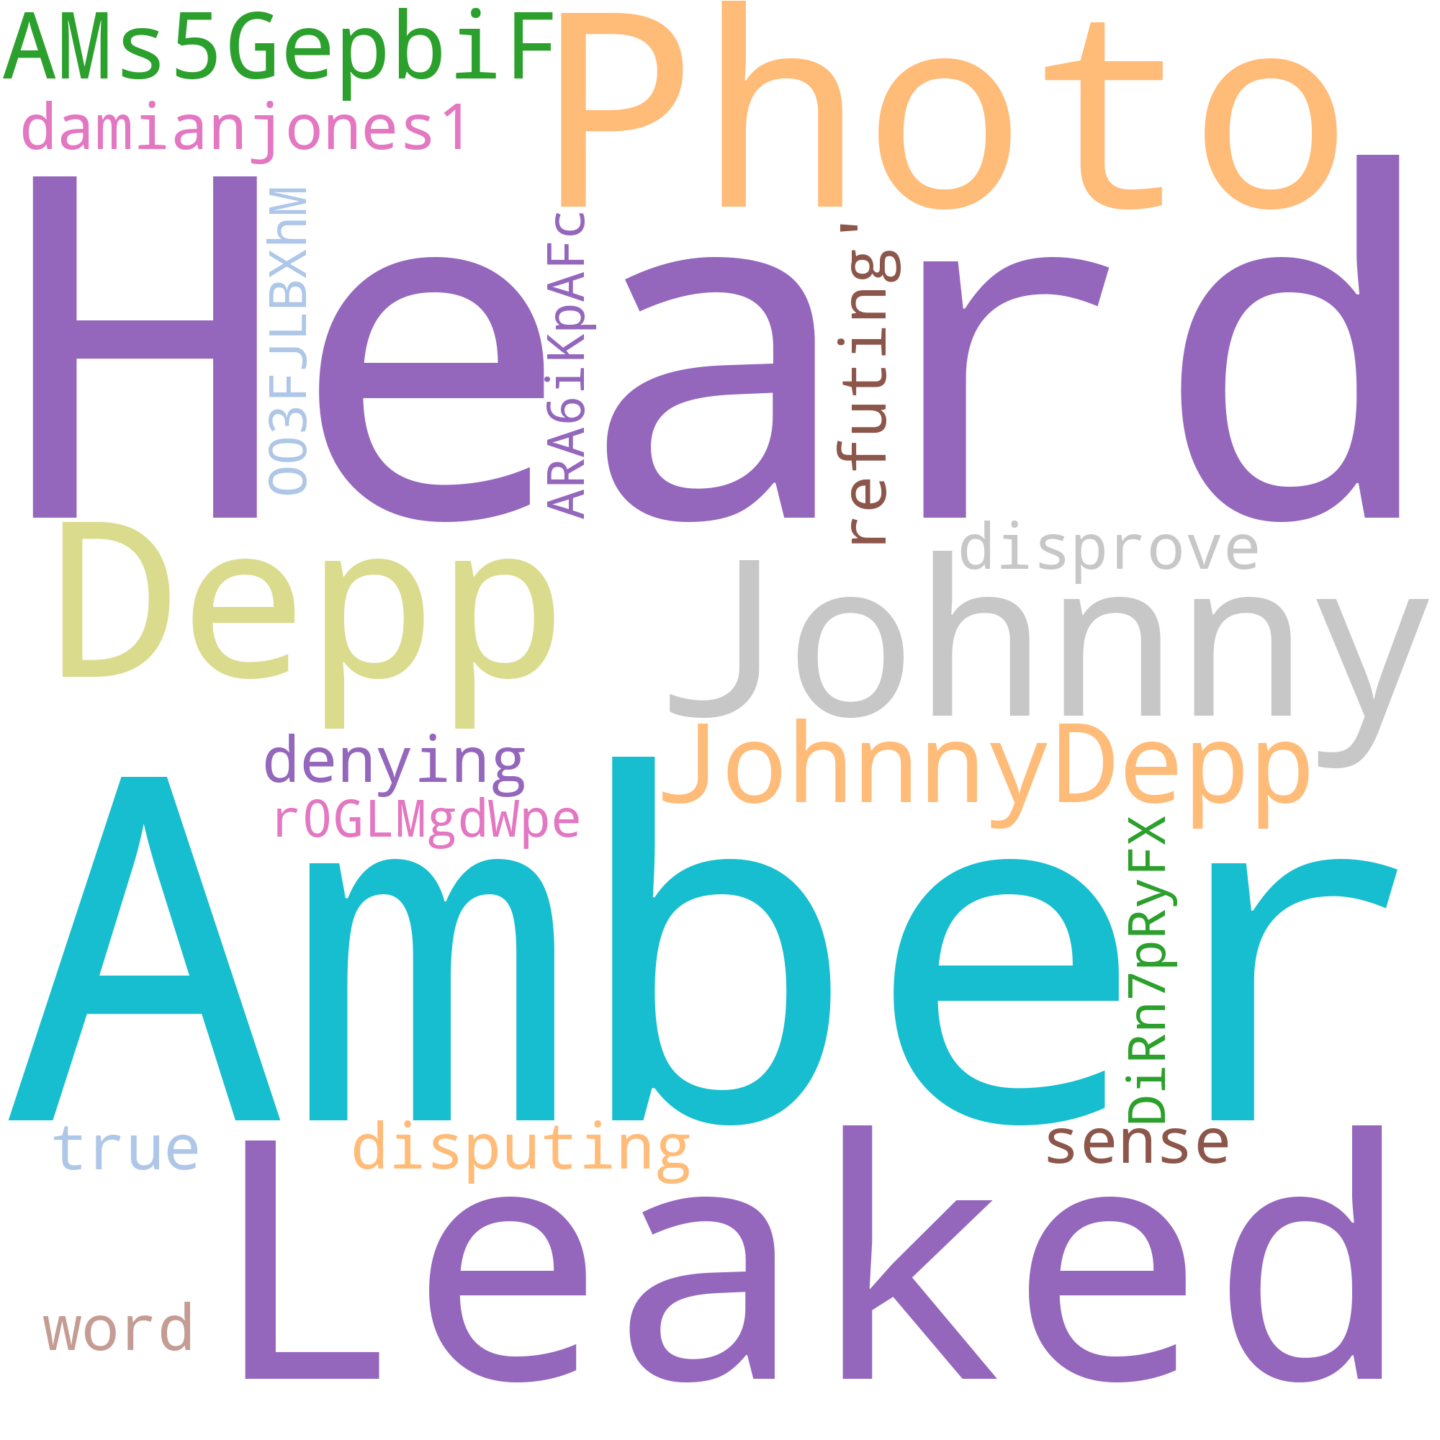 AMs5GepbiF
Photo
damianjones1
Heard
OO3FJLBXhM
ARA6iKpAFc
refuting'
Depp
disprove
Johnny
denying
JohnnyDepp
rOGLMgdWpe
Amber
DiRn7pRyFX
true
disputing
sense
Leaked
word